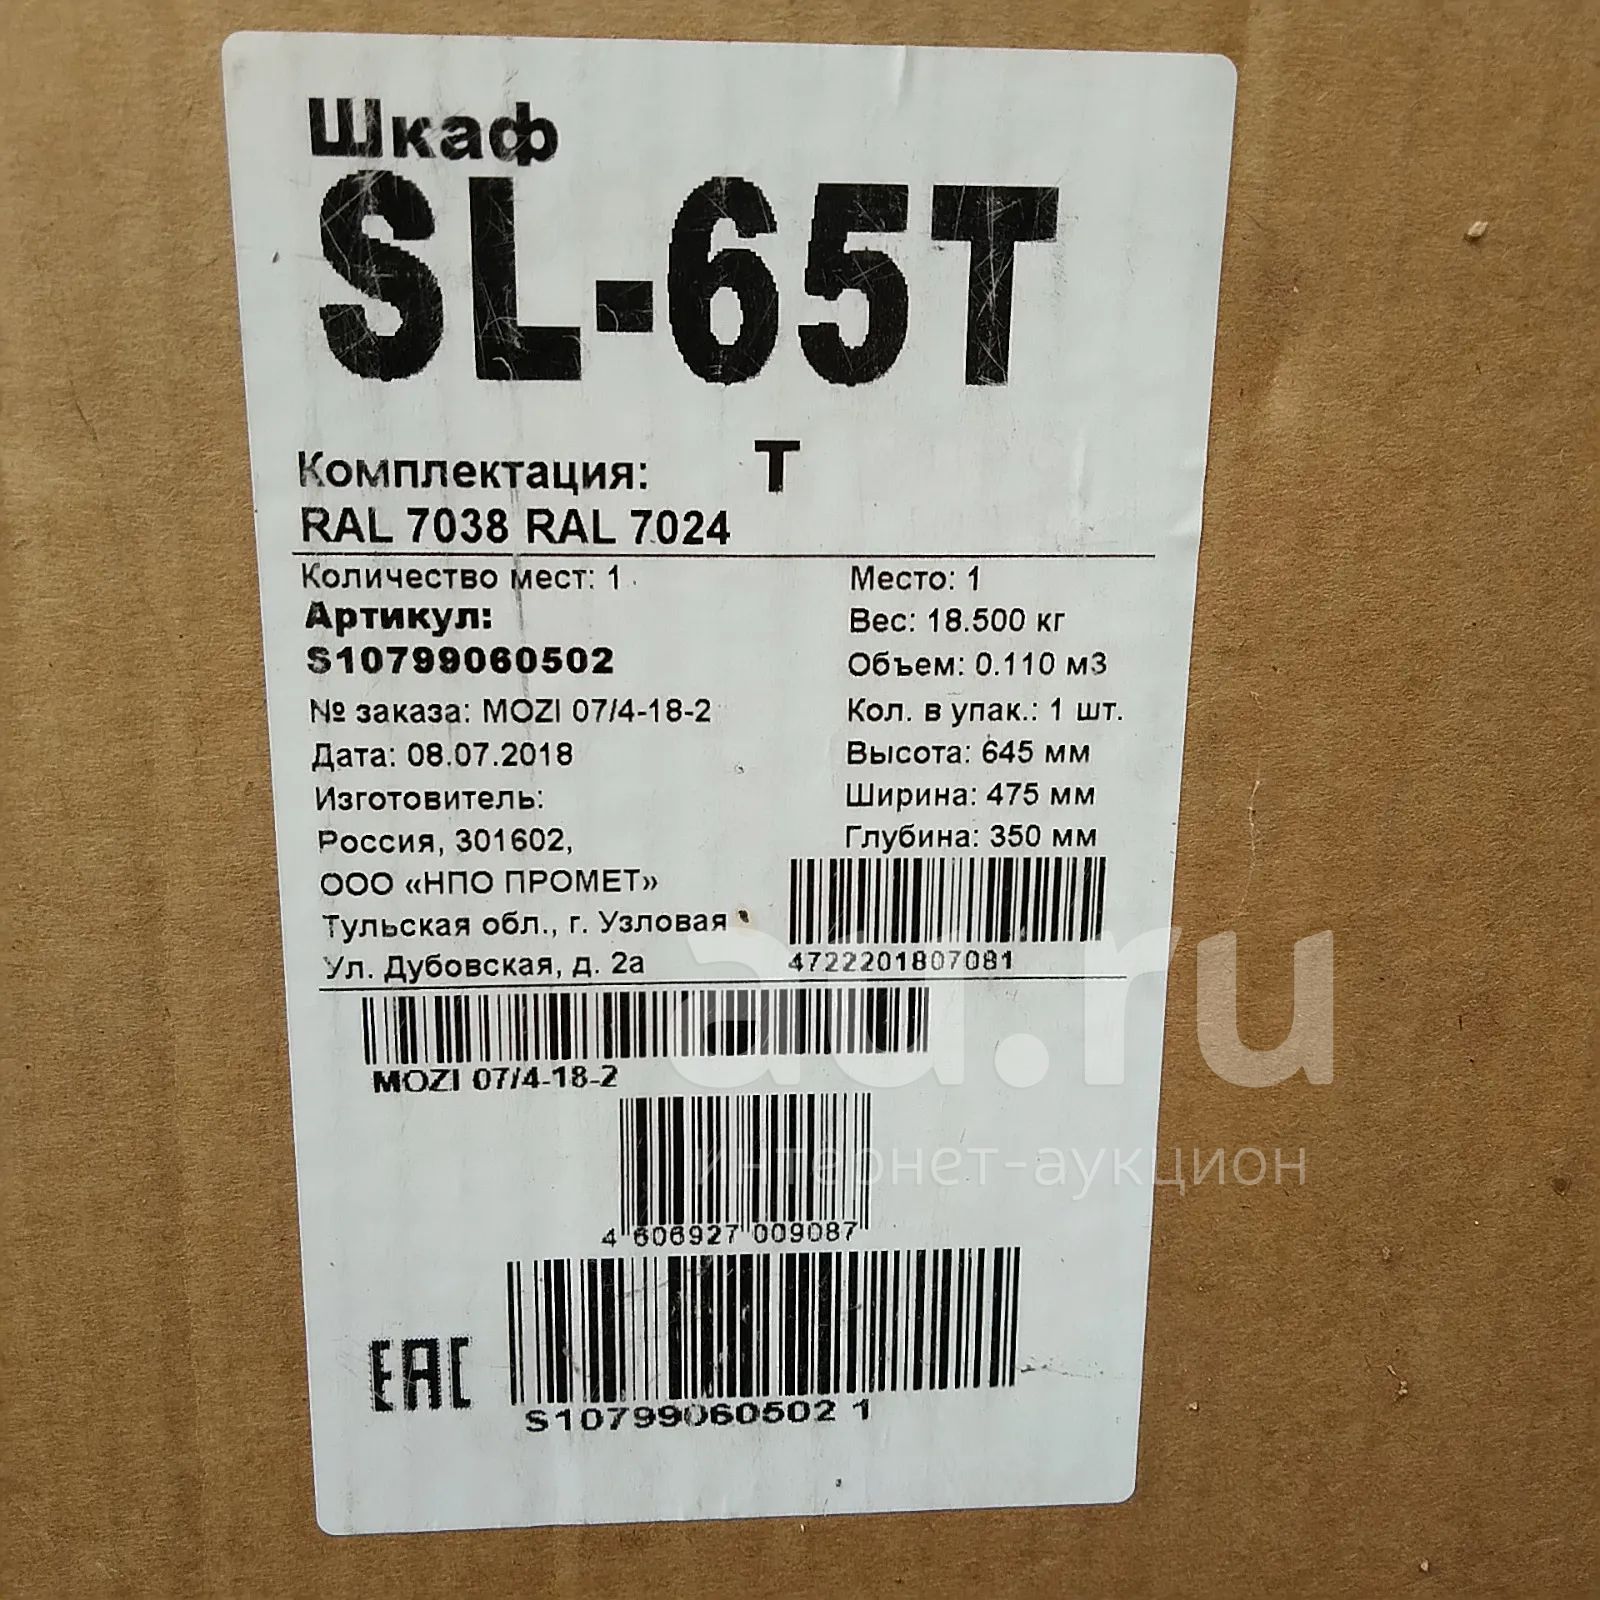 Шкаф
SL-65T
Комплектация: Т
RAL 7038 RAL 7024
Количество мест: 1
Артикул:
S10799060502
№ заказа: MOZI 07/4-18-2
Дата: 08.07.2018
Изготовитель:
Россия, 301602,
ООО «НПО ПРОМЕТ»
Тульская обл., г. Узловая
Ул. Дубовская, д. 2а
Место: 1
Вес: 18.500 кг
Объем: 0.110 м3
Кол. в упак.: 1 шт.
Высота: 645 мм
Ширина: 475 мм
Глубина: 350 мм
4722201807081
MOZI 07/4-18-2
4 606927 009087
EAC
S10799060502 1
au.ru
интернет-аукцион